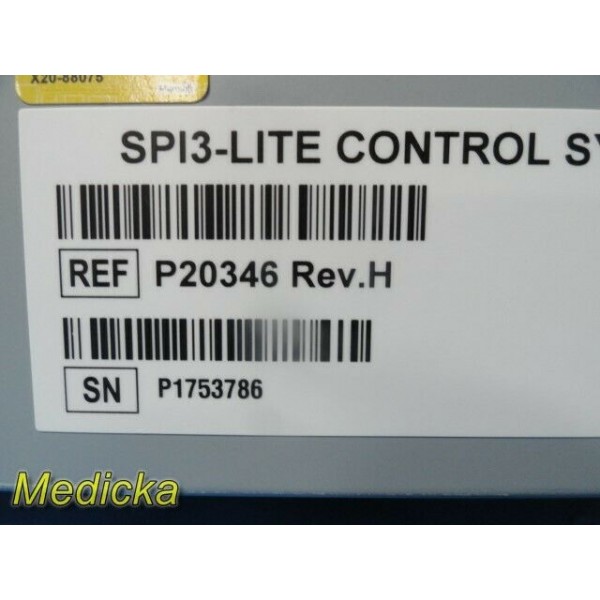 X20-88075
SPI3-LITE CONTROL SY
REF P20346 Rev.H
SN P1753786
Medicka